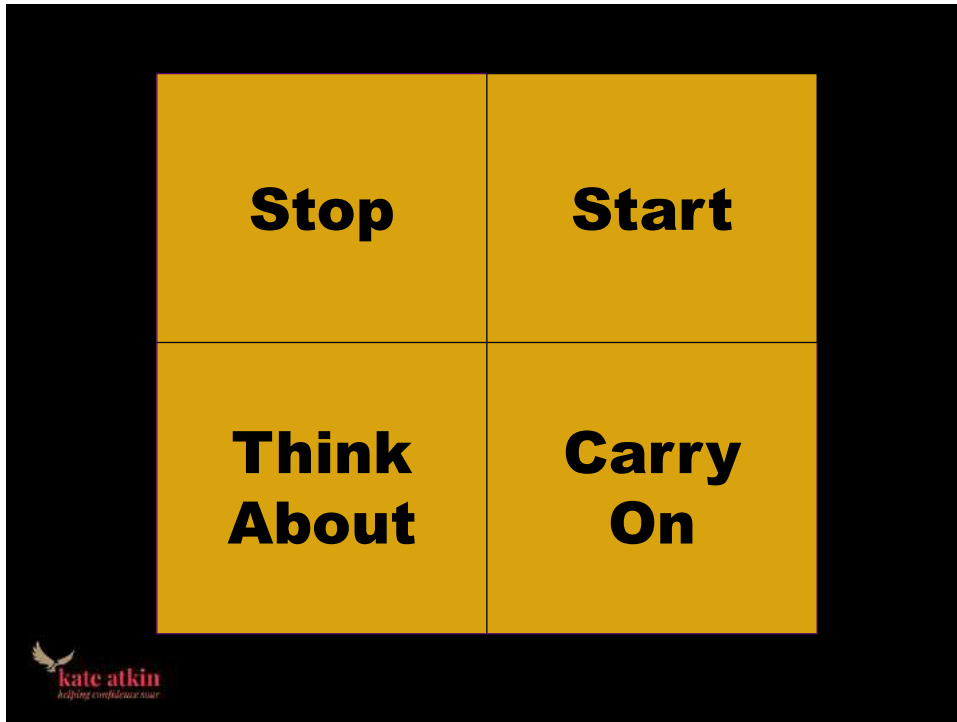 Stop
Start
Think
About
Carry
On
kate atkin
helping confidence soar